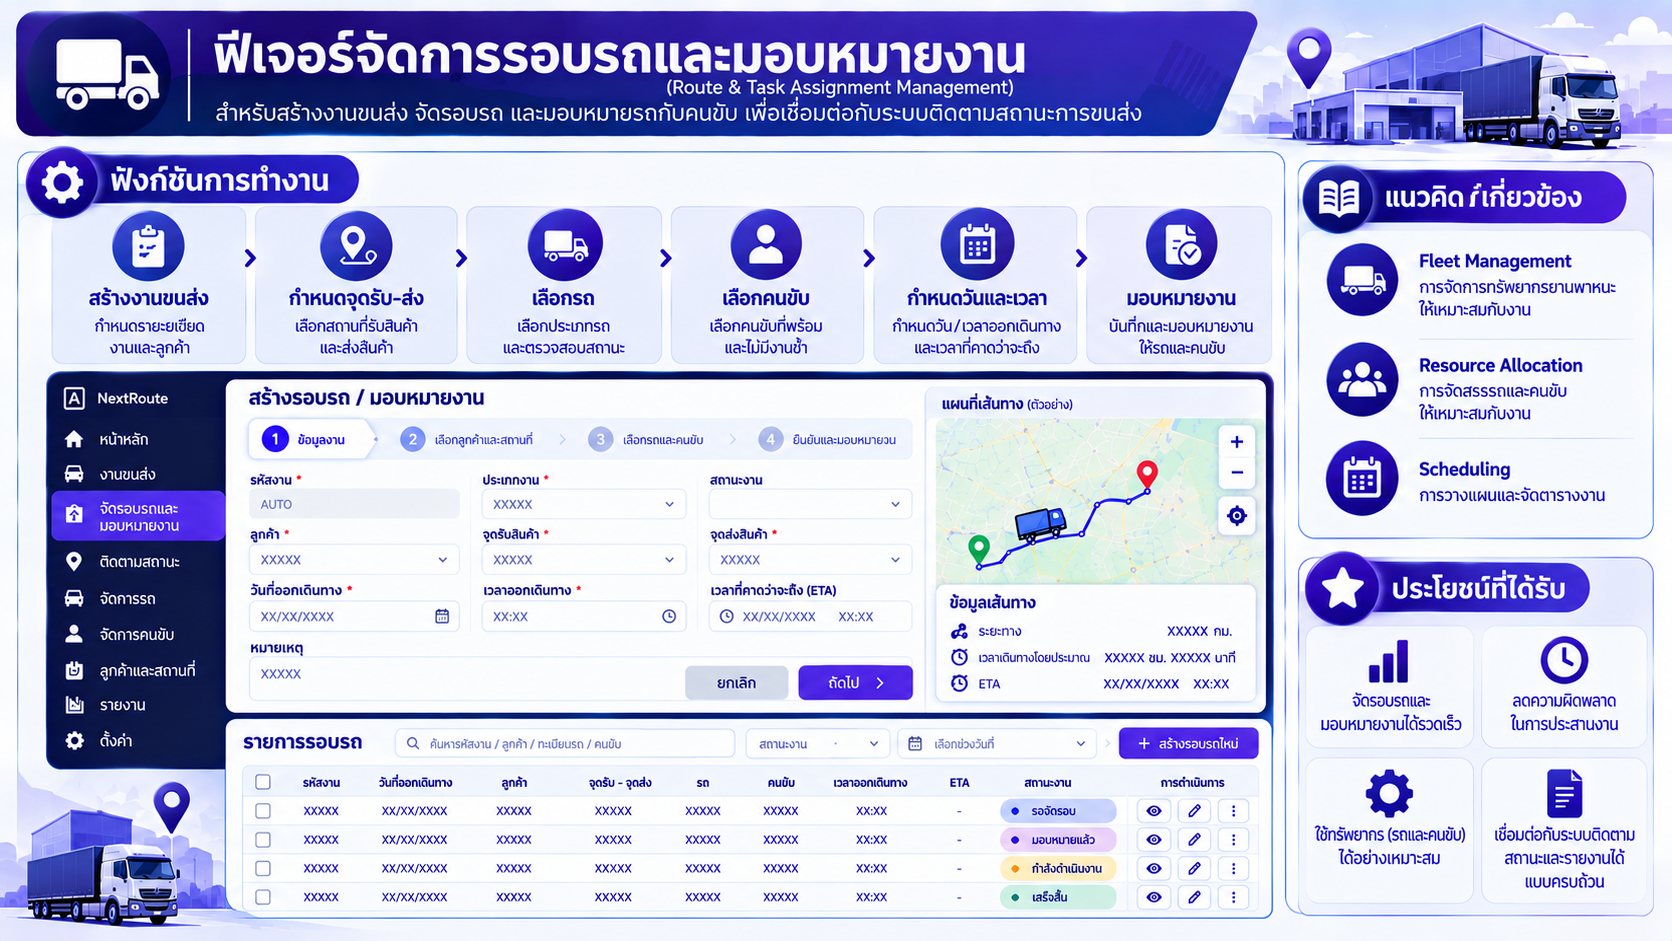 ฟีเจอร์จัดการรอบรถและมอบหมายงาน
(Route & Task Assignment Management)
สำหรับสร้างงานขนส่ง จัดรอบรถ และมอบหมายรถกับคนขับ เพื่อเชื่อมต่อกับระบบติดตามสถานะการขนส่ง
ฟังก์ชันการทำงาน
สร้างงานขนส่ง
กำหนดรายะยเขียด
งานและลูกค้า
กำหนดจุดรับ-ส่ง
เลือกสถานที่รับสินค้า
และส่งสินค้า
เลือกรถ
เลือกประเภทรถ
และตรวจสอบสถานะ
เลือกคนขับ
เลือกคนขับที่พร้อม
และไม่มีงานซ้ำ
กำหนดวันและเวลา
กำหนดวัน/เวลาออกเดินทาง
และเวลาที่คาดว่าจะถึง
มอบหมายงาน
บันทึกและมอบหมายงาน
ให้รถและคนขับ
NextRoute
หน้าหลัก
งานขนส่ง
จัดรอบรถและ
มอบหมายงาน
ติดตามสถานะ
จัดการรถ
จัดการคนขับ
ลูกค้าและสถานที่
รายงาน
ตั้งค่า
สร้างรอบรถ / มอบหมายงาน
1 ข้อมูลงาน
2 เลือกลูกค้าและสถานที่
3 เลือกรถและคนขับ
4 ยืนยันและมอบหมายวน
รหัสงาน * ประเภทงาน * สถานะงาน
AUTO XXXXX
ลูกค้า * จุดรับสินค้า * จุดส่งสินค้า *
XXXXX XXXXX XXXXX
วันที่ออกเดินทาง * เวลาออกเดินทาง * เวลาที่คาดว่าจะถึง (ETA)
XX/XX/XXXX XX:XX XX/XX/XXXX XX:XX
หมายเหตุ
XXXXX
ยกเลิก
ถัดไป
แผนที่เส้นทาง (ตัวอย่าง)
ข้อมูลเส้นทาง
ระยะทาง XXXXX กม.
เวลาเดินทางโดยประมาณ XXXXX ชม. XXXXX นาที
ETA XX/XX/XXXX XX:XX
รายการรอบรถ
ค้นหารหัสงาน / ลูกค้า / ทะเบียนรถ / คนขับ
สถานะงาน
เลือกช่วงวันที่
+ สร้างรอบรถใหม่
รหัสงาน วันที่ออกเดินทาง ลูกค้า จุดรับ - จุดส่ง รถ คนขับ เวลาออกเดินทาง ETA สถานะงาน การดำเนินการ
XXXXX XX/XX/XXXX XXXXX XXXXX XXXXX XXXXX XX:XX - รอจัดรอบ
XXXXX XX/XX/XXXX XXXXX XXXXX XXXXX XXXXX XX:XX - มอบหมายแล้ว
XXXXX XX/XX/XXXX XXXXX XXXXX XXXXX XXXXX XX:XX - กำลังดำเนินงาน
XXXXX XX/XX/XXXX XXXXX XXXXX XXXXX XXXXX XX:XX - เสร็จสิ้น
แนวคิด เกี่ยวข้อง
Fleet Management
การจัดการทรัพยากรยานพาหนะ
ให้เหมาะสมกับงาน
Resource Allocation
การจัดสรรรถและคนขับ
ให้เหมาะสมกับงาน
Scheduling
การวางแผนและจัดตารางงาน
ประโยชน์ที่ได้รับ
จัดรอบรถและ
มอบหมายงานได้รวดเร็ว
ลดความผิดพลาด
ในการประสานงาน
ใช้ทรัพยากร (รถและคนขับ)
ได้อย่างเหมาะสม
เชื่อมต่อกับระบบติดตาม
สถานะและรายงานได้
แบบครบถ้วน